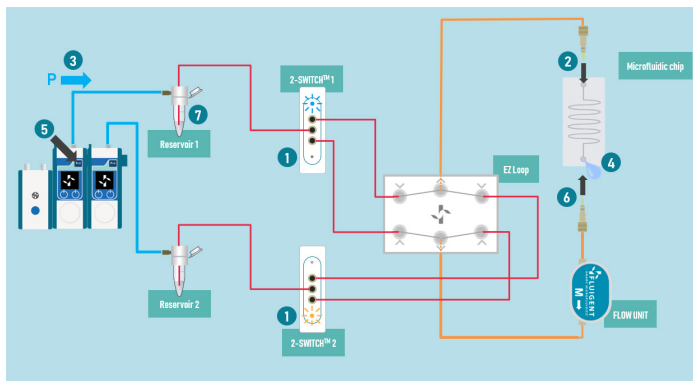 P
3
2-SWITCH™ 1
2
Microfluidic chip
7
5
Reservoir 1
1
4
EZ Loop
6
Reservoir 2
1
FLUIGENT
M
FLOW UNIT
2-SWITCH™ 2